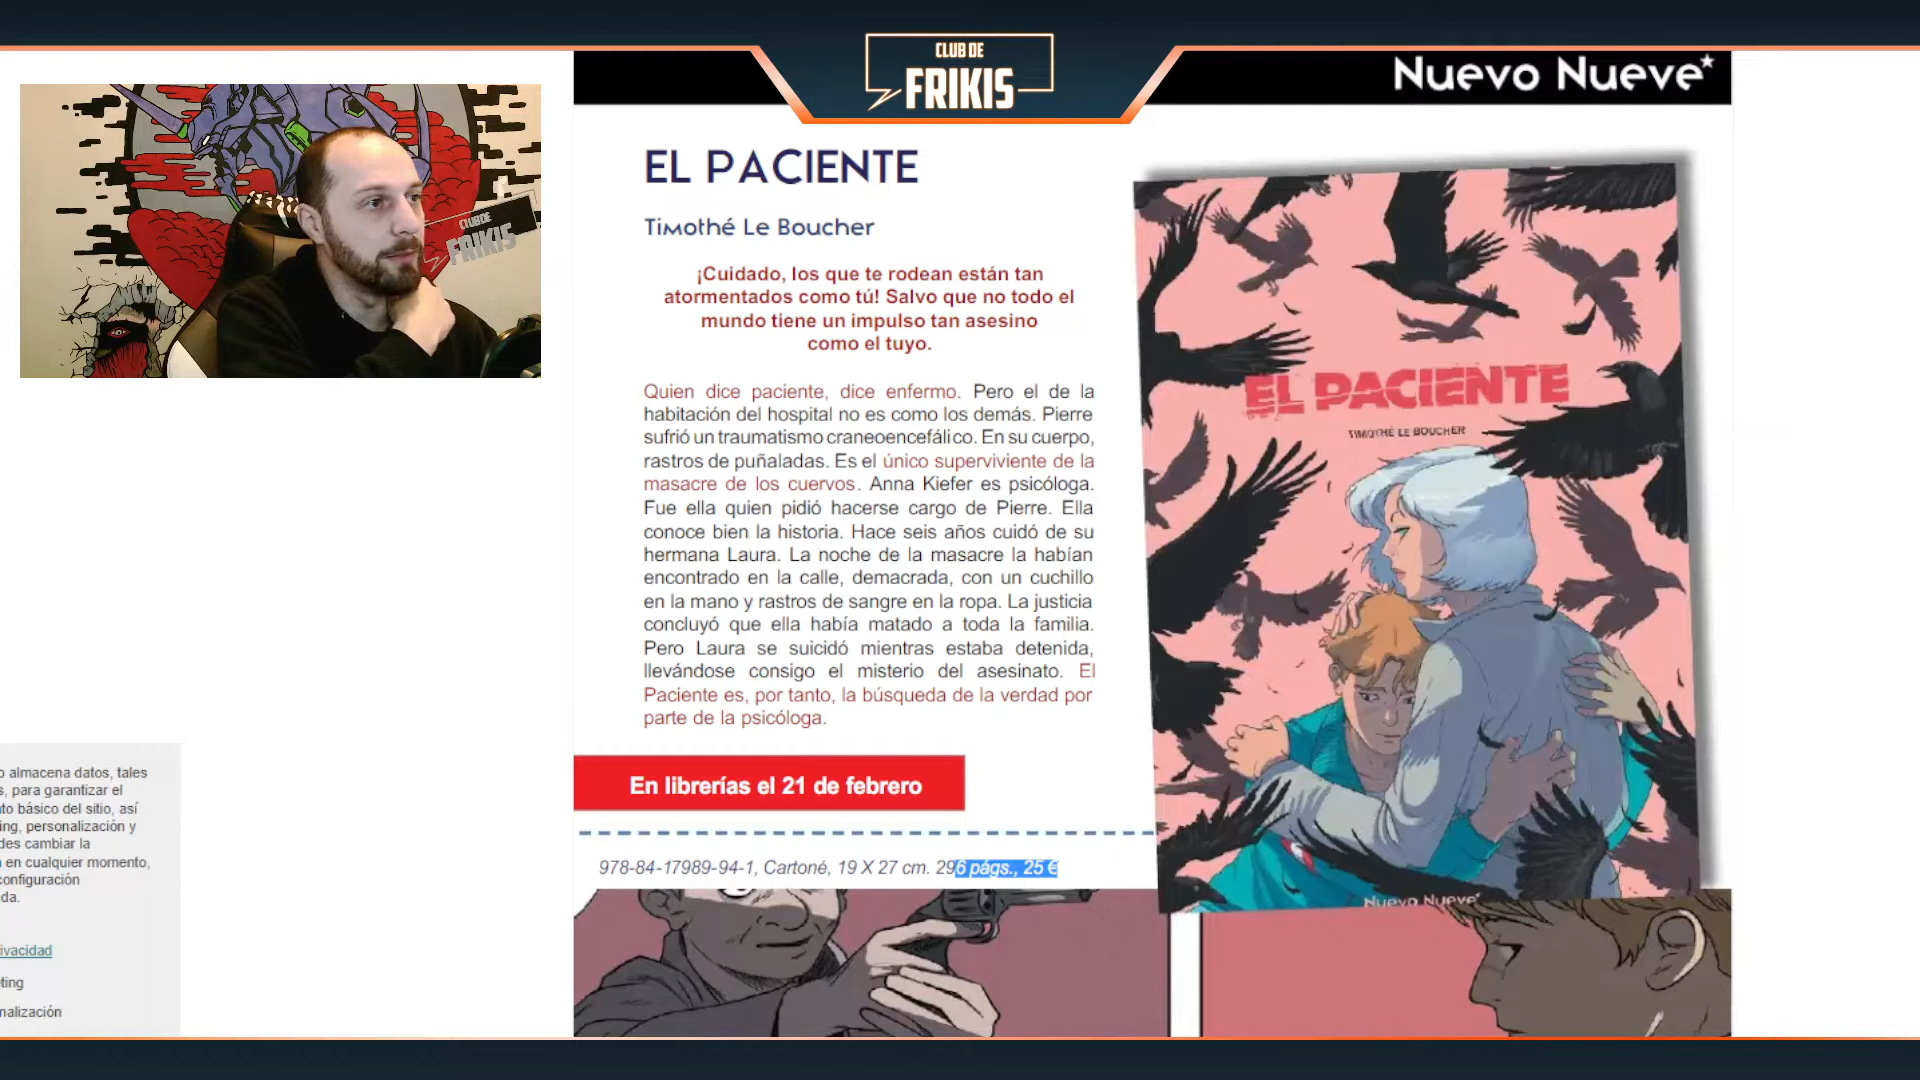 CLUB DE
FRIKIS
Nuevo Nueve*
CLUB DE
FRIKIS
EL PACIENTE
Timothé Le Boucher
¡Cuidado, los que te rodean están tan
atormentados como tú! Salvo que no todo el
mundo tiene un impulso tan asesino
como el tuyo.
Quien dice paciente, dice enfermo. Pero el de la
habitación del hospital no es como los demás. Pierre
sufrió un traumatismo craneoencefálico. En su cuerpo,
rastros de puñaladas. Es el único superviviente de la
masacre de los cuervos. Anna Kiefer es psicóloga.
Fue ella quien pidió hacerse cargo de Pierre. Ella
conoce bien la historia. Hace seis años cuidó de su
hermana Laura. La noche de la masacre la habían
encontrado en la calle, demacrada, con un cuchillo
en la mano y rastros de sangre en la ropa. La justicia
concluyó que ella había matado a toda la familia.
Pero Laura se suicidó mientras estaba detenida,
llevándose consigo el misterio del asesinato. El
Paciente es, por tanto, la búsqueda de la verdad por
parte de la psicóloga.
En librerías el 21 de febrero
978-84-17989-94-1, Cartoné, 19 X 27 cm. 296 págs., 25 €
EL PACIENTE
TIMOTHÉ LE BOUCHER
Nuevo Nueve*
o almacena datos, tales
s, para garantizar el
to básico del sitio, así
ing, personalización y
des cambiar la
n en cualquier momento,
configuración
da.
ivacidad
eting
nalización